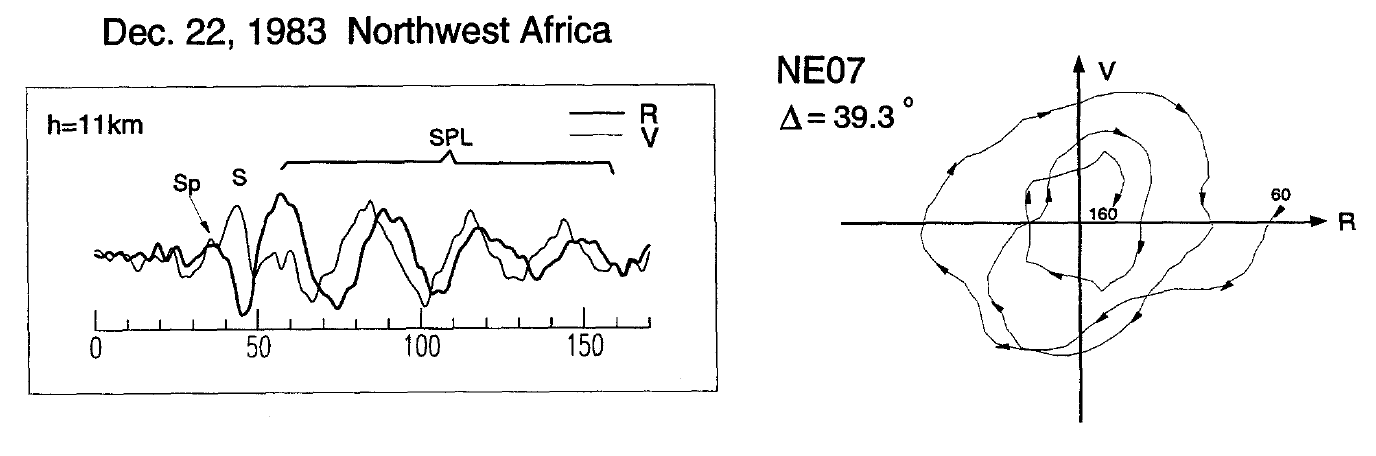 Dec. 22, 1983 Northwest Africa
h=11km
R
V
SPL
Sp
S
0 50 100 150
NE07
Δ = 39.3°
V
R
60
160